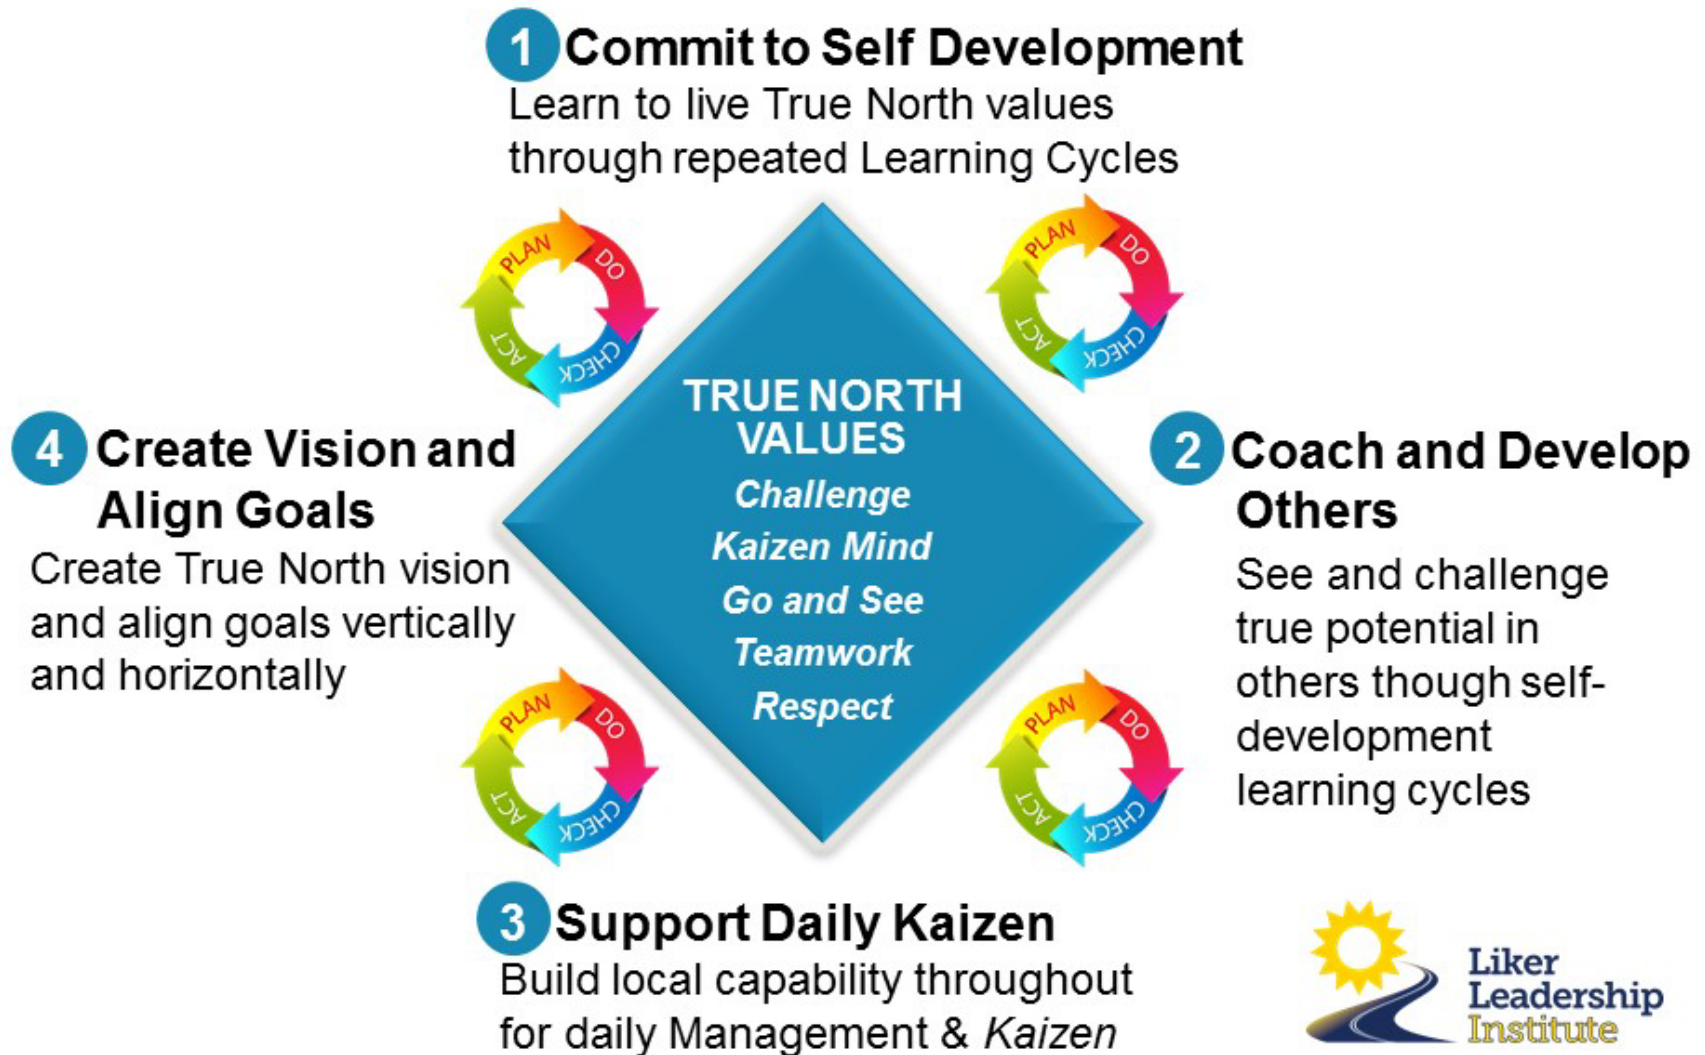 1 Commit to Self Development
Learn to live True North values
through repeated Learning Cycles
PLAN
DO
CHECK
ACT
PLAN
DO
CHECK
ACT
TRUE NORTH
VALUES
Challenge
Kaizen Mind
Go and See
Teamwork
Respect
2 Coach and Develop
Others
See and challenge
true potential in
others though self-
development
learning cycles
PLAN
DO
CHECK
ACT
3 Support Daily Kaizen
Build local capability throughout
for daily Management & Kaizen
PLAN
DO
CHECK
ACT
4 Create Vision and
Align Goals
Create True North vision
and align goals vertically
and horizontally
Liker
Leadership
Institute